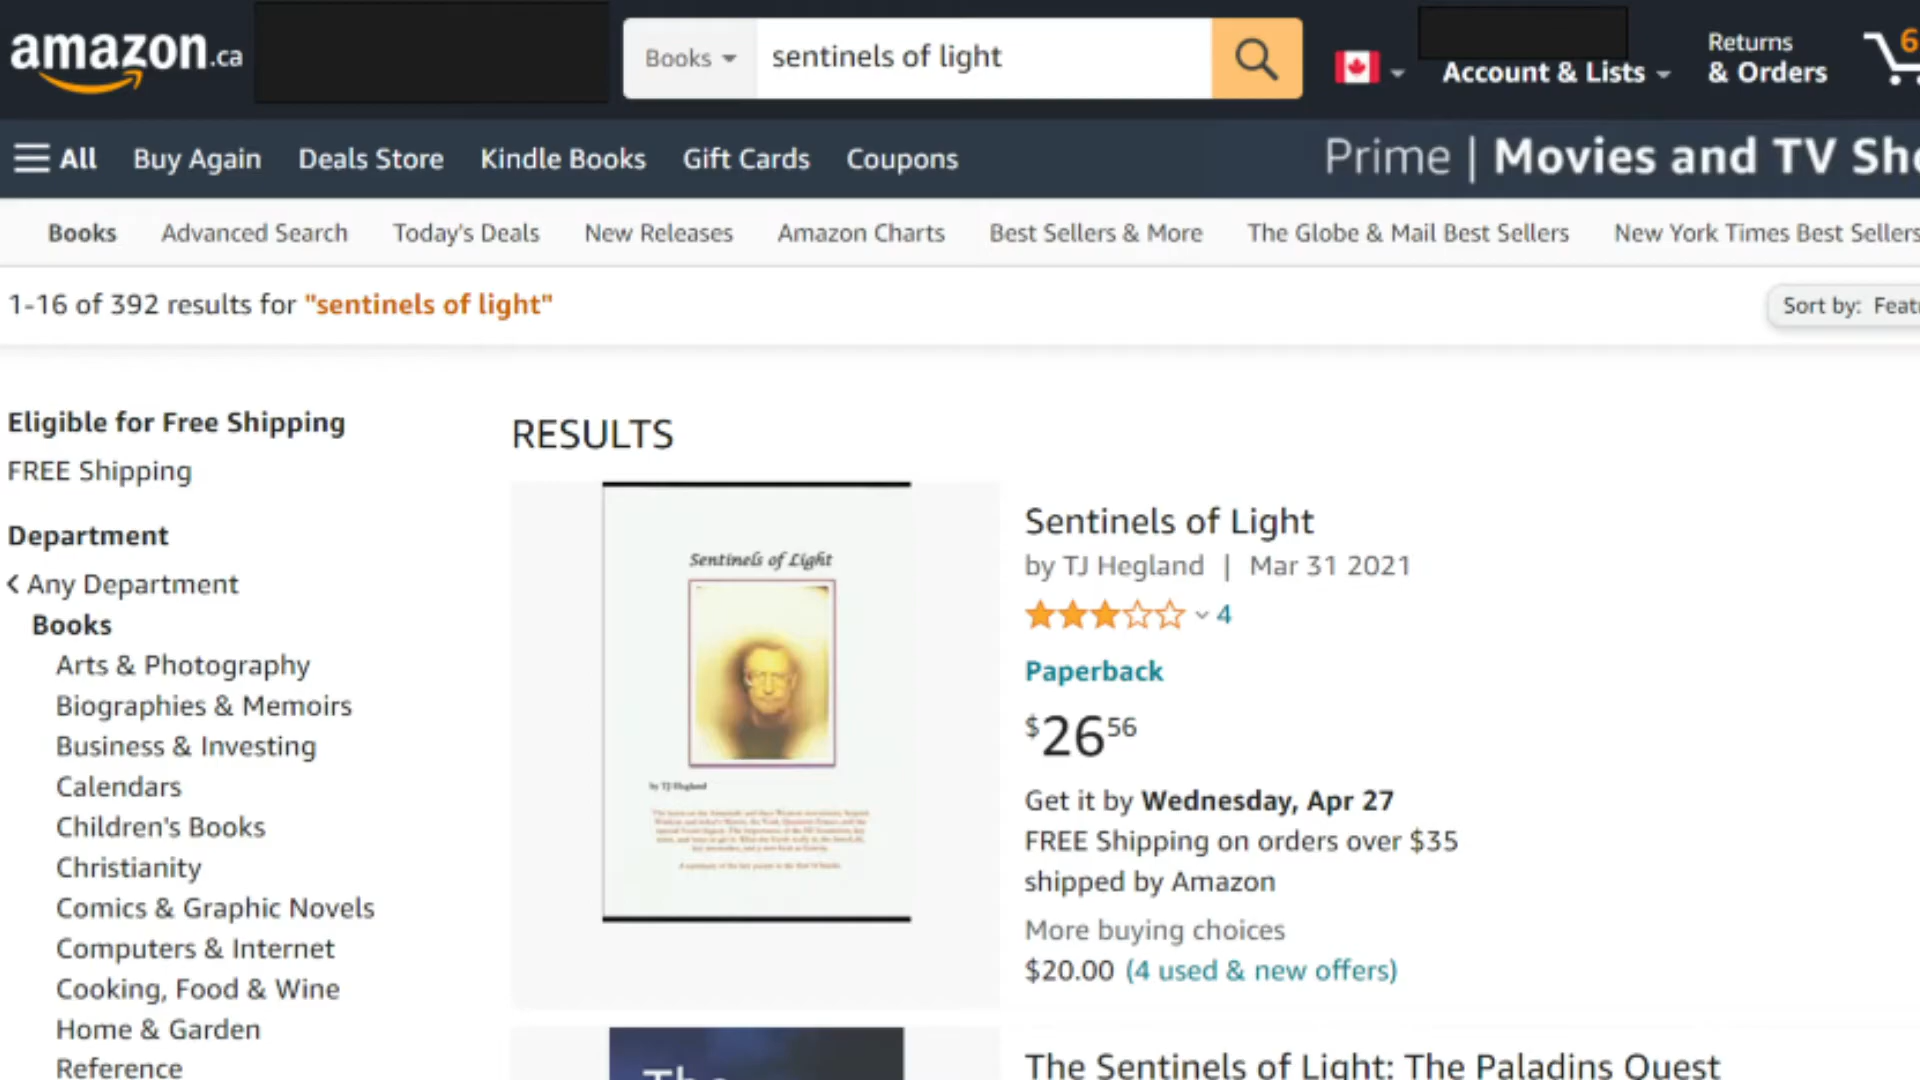 amazon.ca
Books
sentinels of light
Returns
& Orders
Account & Lists
6
All
Buy Again
Deals Store
Kindle Books
Gift Cards
Coupons
Prime | Movies and TV Sho
Books
Advanced Search
Today's Deals
New Releases
Amazon Charts
Best Sellers & More
The Globe & Mail Best Sellers
New York Times Best Sellers
1-16 of 392 results for "sentinels of light"
Sort by: Feat
Eligible for Free Shipping
FREE Shipping
Department
Any Department
Books
Arts & Photography
Biographies & Memoirs
Business & Investing
Calendars
Children's Books
Christianity
Comics & Graphic Novels
Computers & Internet
Cooking, Food & Wine
Home & Garden
Reference
RESULTS
Sentinels of Light
by TJ Hegland
Sentinels of Light
by TJ Hegland | Mar 31 2021
4
Paperback
$26 56
Get it by Wednesday, Apr 27
FREE Shipping on orders over $35
shipped by Amazon
More buying choices
$20.00 (4 used & new offers)
The
The Sentinels of Light: The Paladins Quest